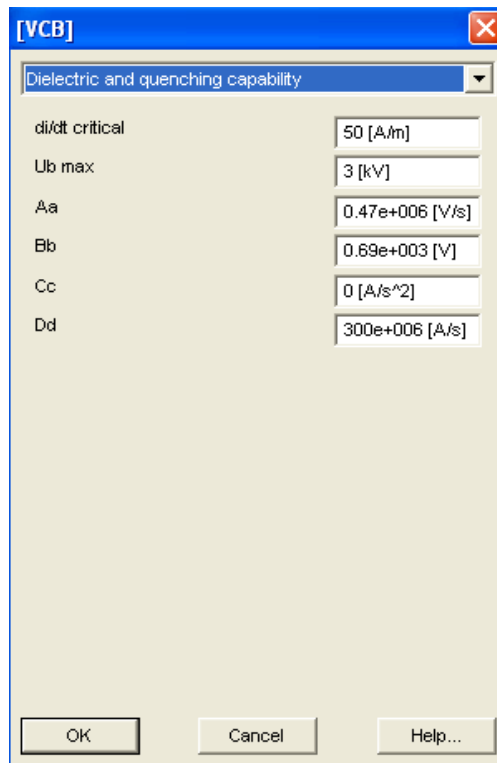 [VCB]
Dielectric and quenching capability
di/dt critical 50 [A/m]
Ub max 3 [kV]
Aa 0.47e+006 [V/s]
Bb 0.69e+003 [V]
Cc 0 [A/s^2]
Dd 300e+006 [A/s]
OK Cancel Help...